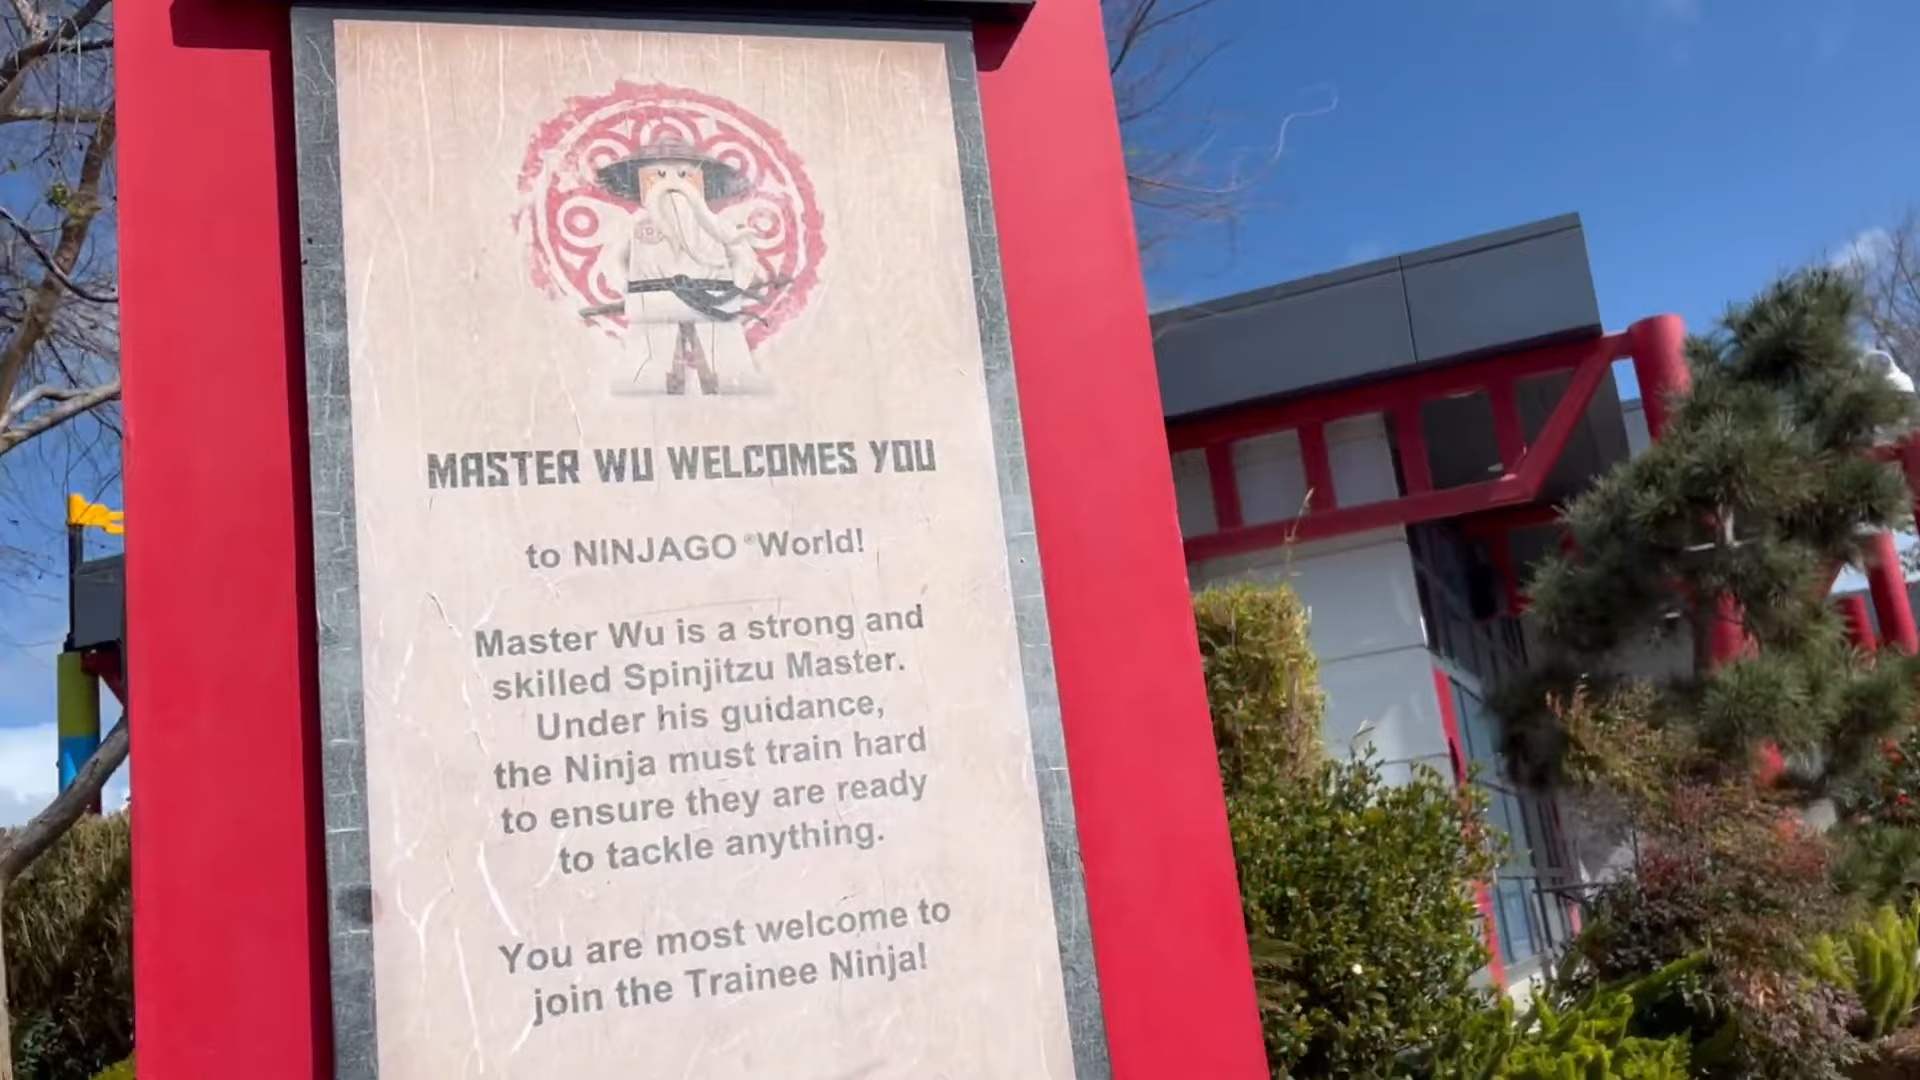 MASTER WU WELCOMES YOU
to NINJAGO® World!
Master Wu is a strong and
skilled Spinjitzu Master.
Under his guidance,
the Ninja must train hard
to ensure they are ready
to tackle anything.
You are most welcome to
join the Trainee Ninja!